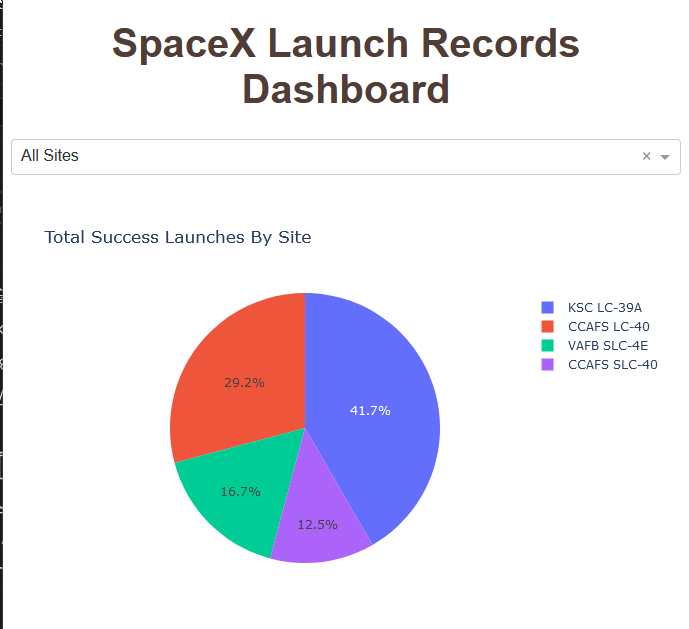 SpaceX Launch Records
Dashboard
All Sites
Total Success Launches By Site
KSC LC-39A
CCAFS LC-40
VAFB SLC-4E
CCAFS SLC-40
29.2%
41.7%
16.7%
12.5%